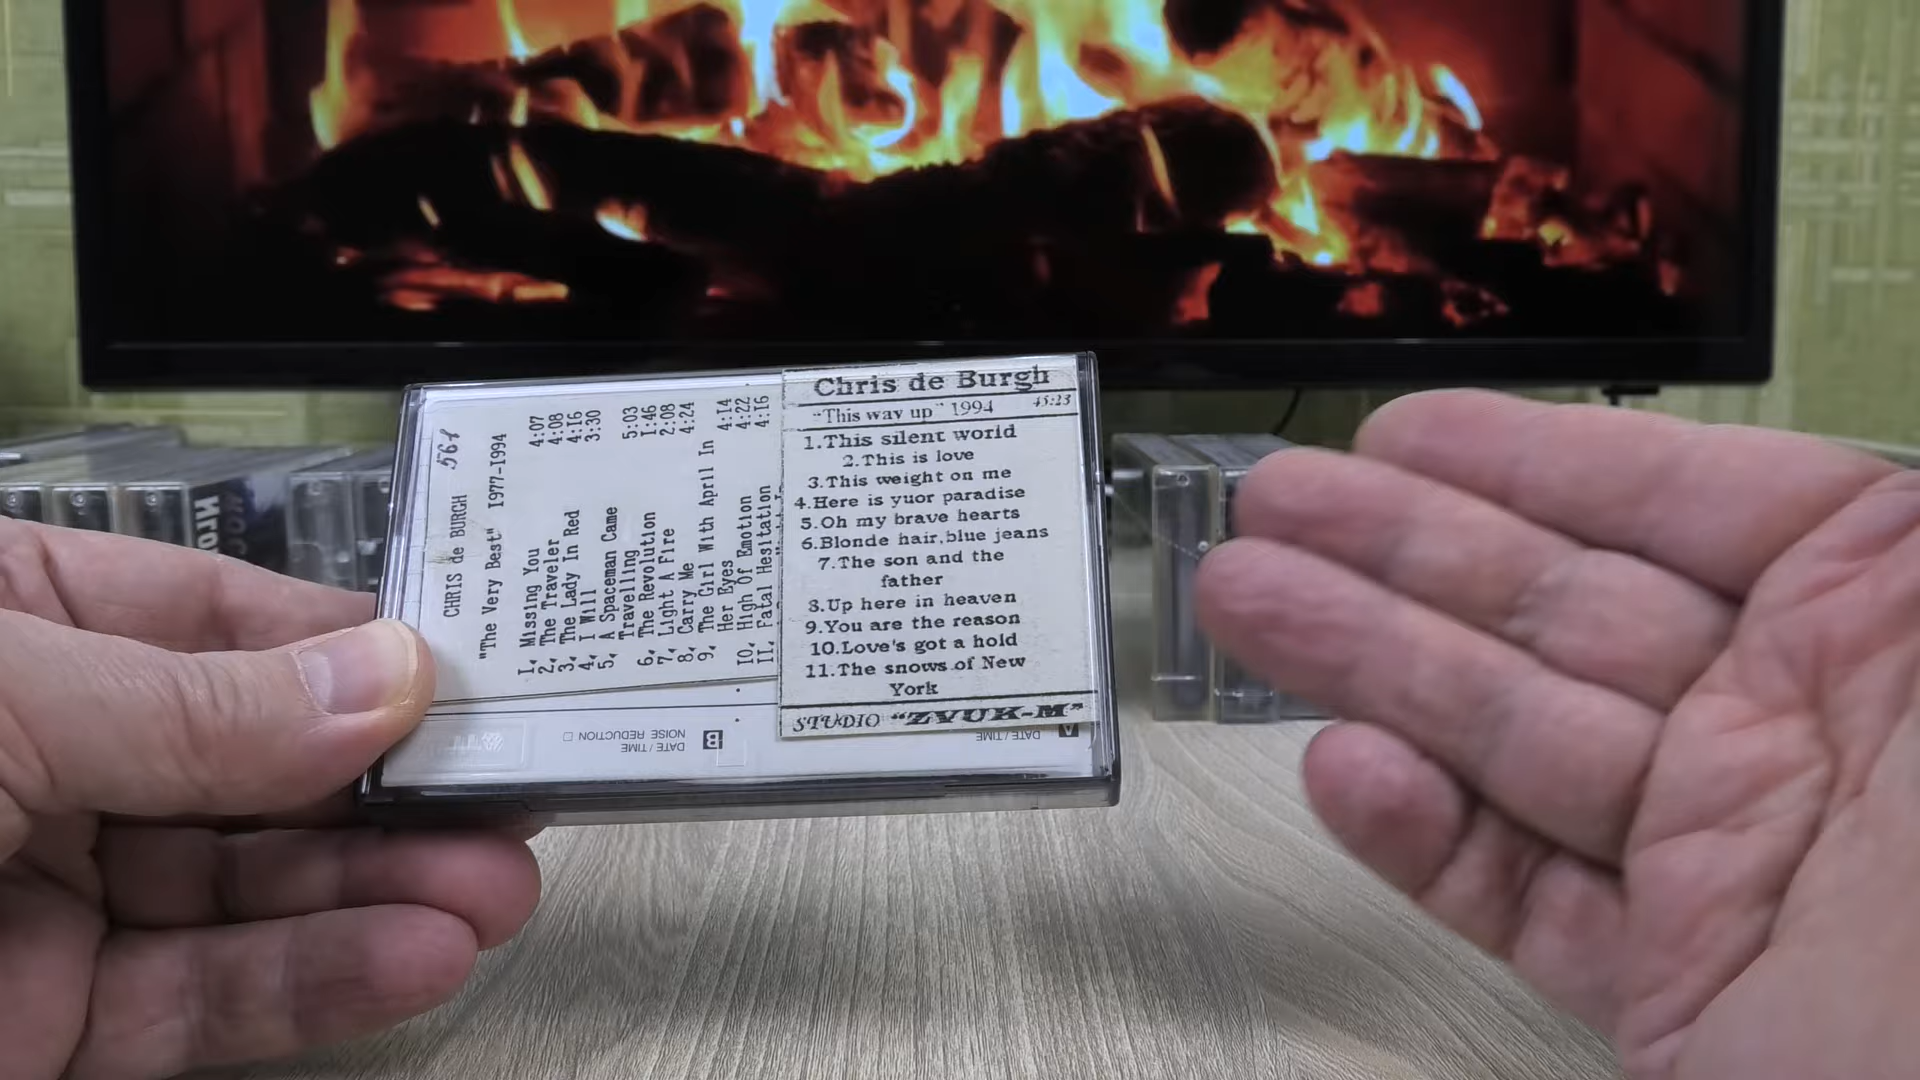 56८
CHRIS de BURGH
"The Very Best" I977-I994
I. Missing You 4:07
2. The Traveler 4:08
3. The Lady In Red 4:16
4. I Will 3:30
5. A Spaceman Came
Travelling 5:03
6. The Revolution 1:46
7. Light A Fire 2:08
8. Carry Me 4:24
9. The Girl With April In
Her Eyes 4:14
IO. High Of Emotion 4:22
II. Fatal Hesitation 4:16
Chris de Burgh
"This way up" 1994 45:23
1.This silent world
2.This is love
3.This weight on me
4.Here is yuor paradise
5.Oh my brave hearts
6.Blonde hair,blue jeans
7.The son and the
father
8.Up here in heaven
9.You are the reason
10.Love's got a hold
11.The snows of New
York
STUDIO "ZVUK-M"
A
DATE / TIME
B
DATE / TIME
NOISE REDUCTION